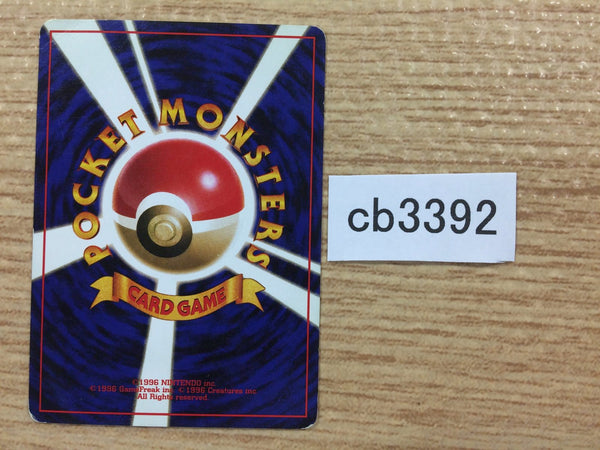 POCKET MONSTERS
CARD GAME
©1996 NINTENDO inc.
©1996 GameFreak inc. ©1996 Creatures inc.
All Rights reserved.
cb3392